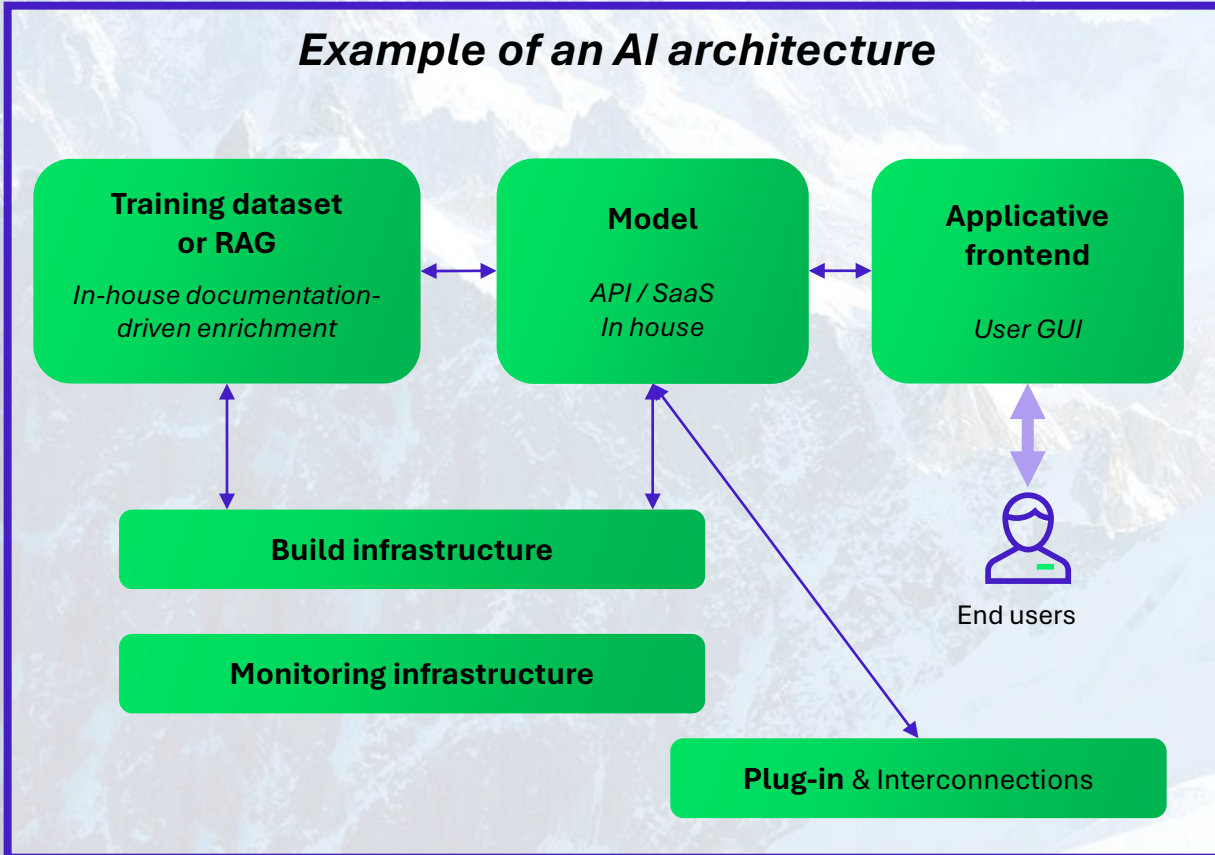 Example of an AI architecture
Training dataset
or RAG
In-house documentation-
driven enrichment
Model
API / SaaS
In house
Applicative
frontend
User GUI
Build infrastructure
End users
Monitoring infrastructure
Plug-in & Interconnections